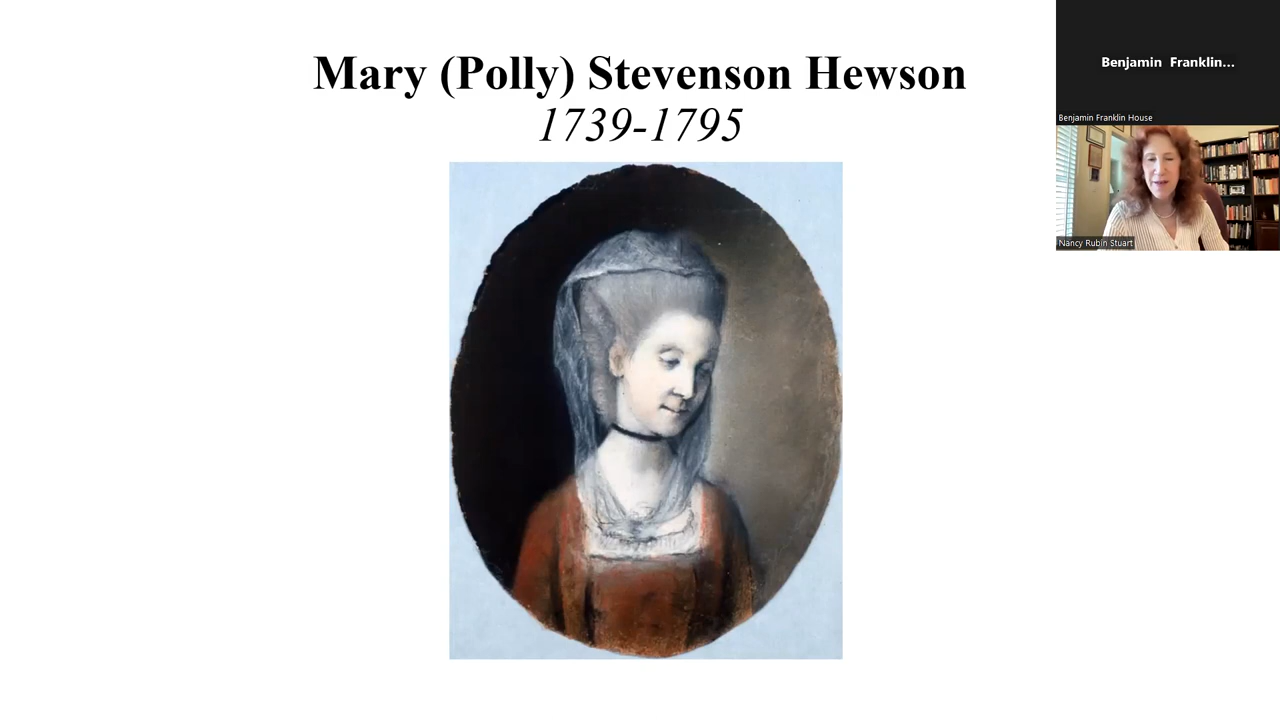 Mary (Polly) Stevenson Hewson
1739-1795
Benjamin Franklin...
Benjamin Franklin House
Nancy Rubin Stuart